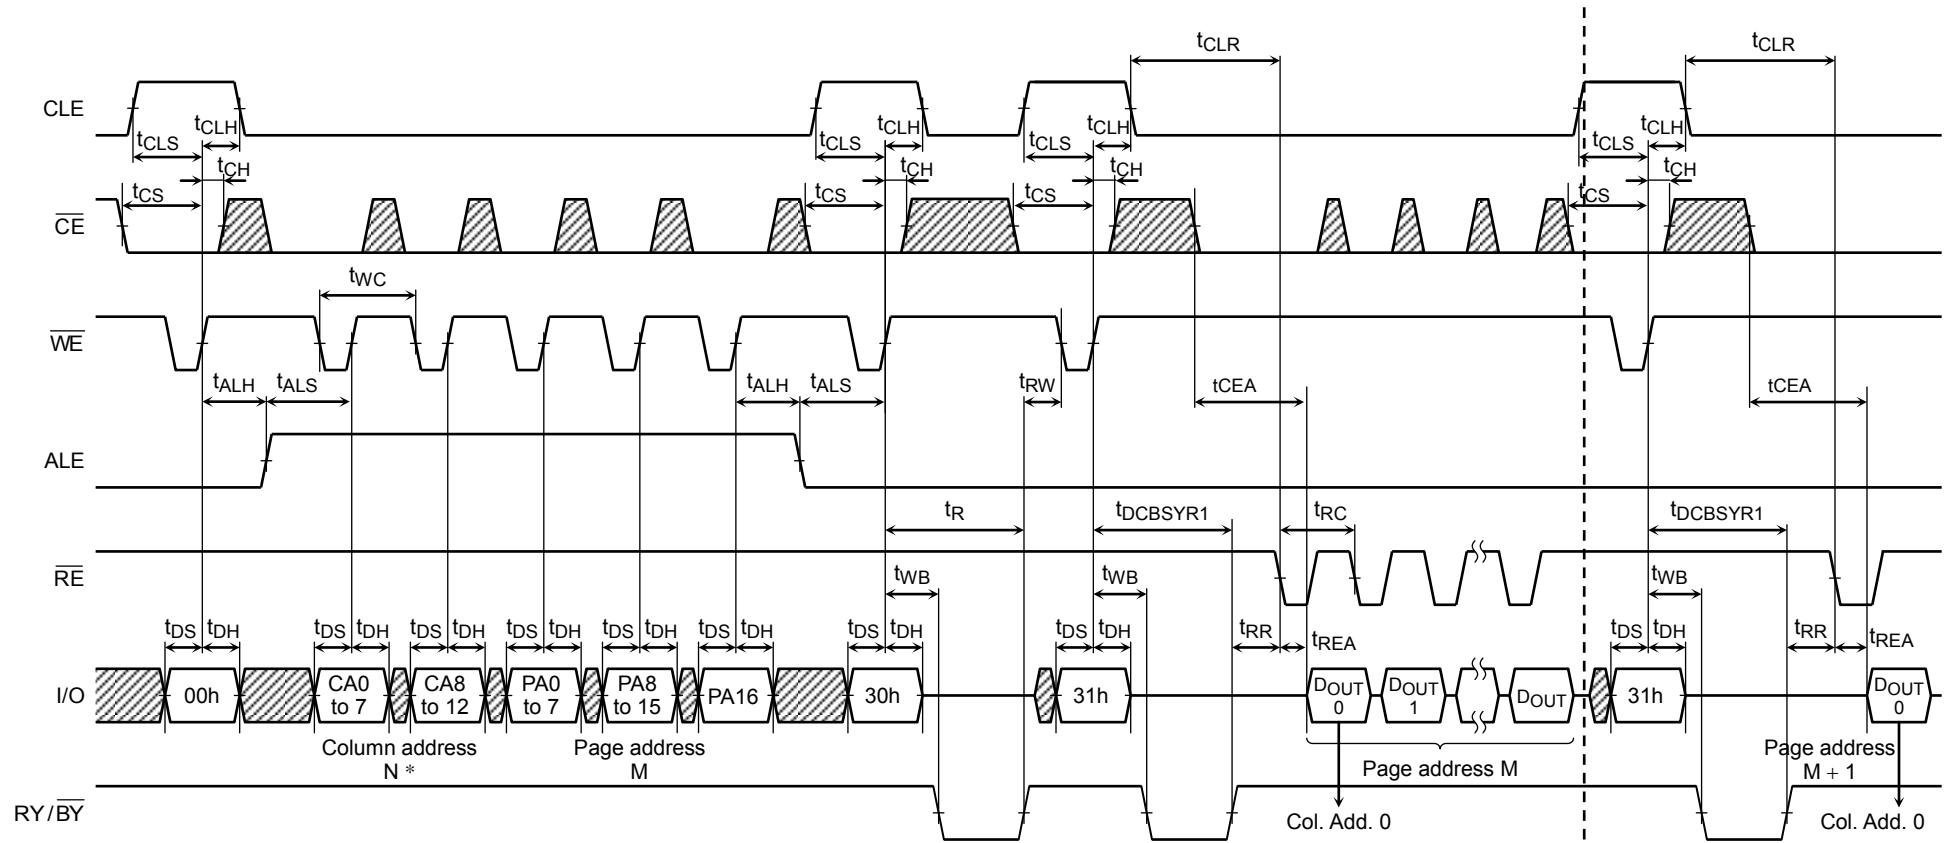 tCLR tCLR
CLE
tCLH tCLH tCLH tCLH
tCLS tCLS tCLS tCLS
tCH tCH tCH tCH
tCS tCS tCS tCS
CE
tWC
WE
tALH tALS tALH tALS tRW tCEA tCEA
ALE
tR tDCBSYR1 tRC tDCBSYR1
RE
tWB tWB tWB
tDS tDH tDS tDH tDS tDH tDS tDH tDS tDH tDS tDH tDS tDH tDS tDH tRR tREA tDS tDH tRR tREA
I/O
00h
CA0
to 7
CA8
to 12
PA0
to 7
PA8
to 15
PA16
30h
31h
DOUT
0
DOUT
1
DOUT
31h
DOUT
0
Column address
N *
Page address
M
Page address M
Page address
M + 1
RY/BY
Col. Add. 0
Col. Add. 0